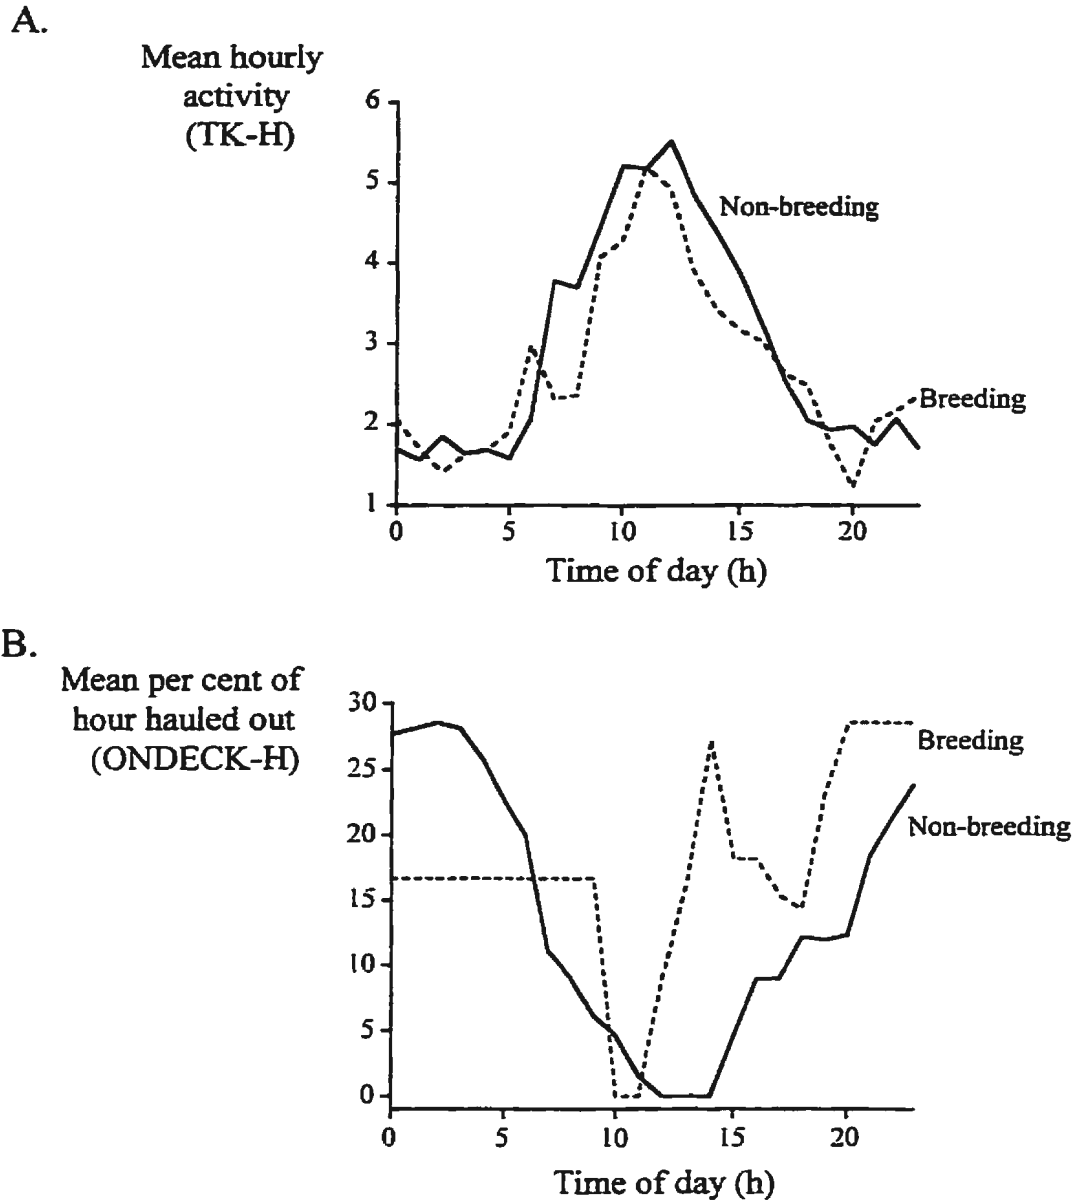 A.
Mean hourly
activity
(TK-H)
6
5
4
3
2
1
Non-breeding
Breeding
0 5 10 15 20
Time of day (h)
B.
Mean per cent of
hour hauled out
(ONDECK-H)
30
25
20
15
10
5
0
Breeding
Non-breeding
0 5 10 15 20
Time of day (h)